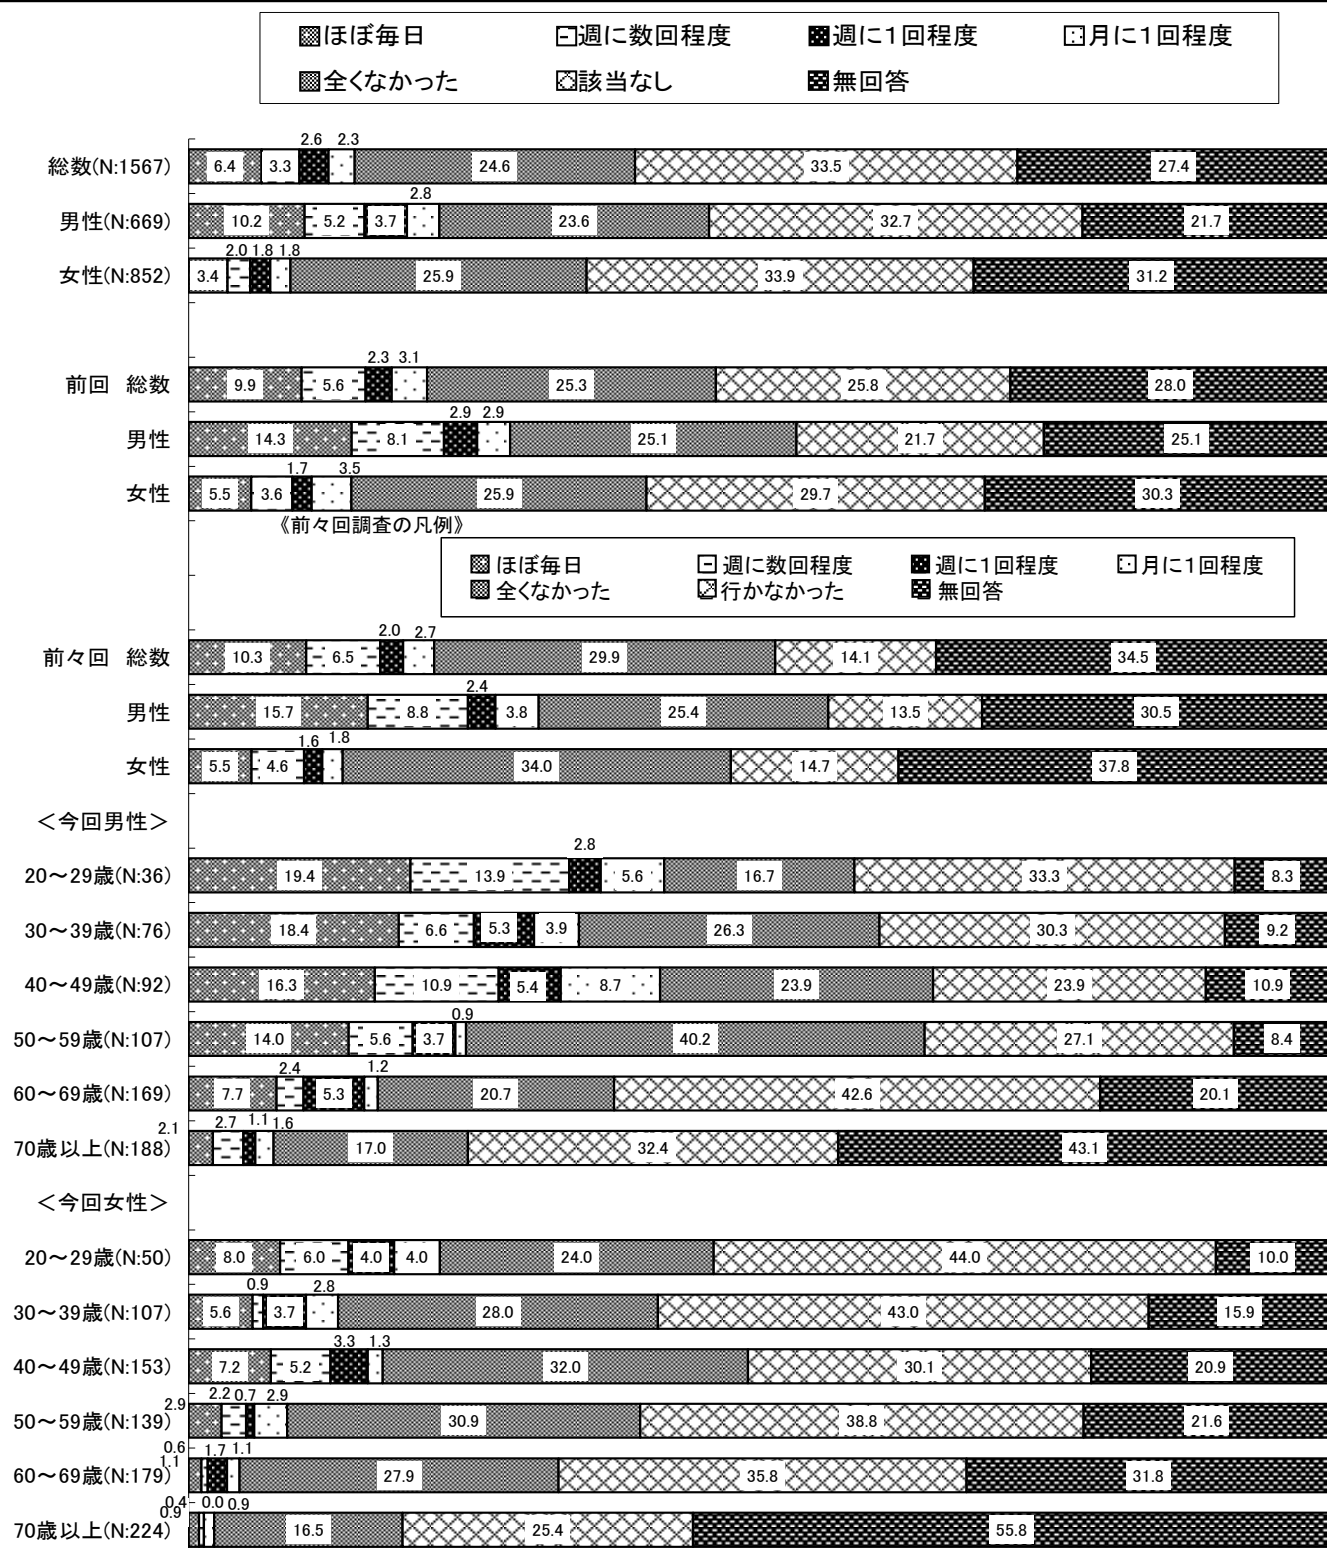 ほぼ毎日 週に数回程度 週に1回程度 月に1回程度
全くなかった 該当なし 無回答
2.6 2.3
総数(N:1567) 6.4 3.3 24.6 33.5 27.4
2.8
男性(N:669) 10.2 5.2 3.7 23.6 32.7 21.7
2.0 1.8 1.8
女性(N:852) 3.4 25.9 33.9 31.2
2.3 3.1
前回 総数 9.9 5.6 25.3 25.8 28.0
2.9 2.9
男性 14.3 8.1 25.1 21.7 25.1
1.7 3.5
女性 5.5 3.6 25.9 29.7 30.3
《前々回調査の凡例》
ほぼ毎日 週に数回程度 週に1回程度 月に1回程度
全くなかった 行かなかった 無回答
2.0 2.7
前々回 総数 10.3 6.5 29.9 14.1 34.5
2.4
男性 15.7 8.8 3.8 25.4 13.5 30.5
1.6 1.8
女性 5.5 4.6 34.0 14.7 37.8
＜今回男性＞
2.8
20～29歳(N:36) 19.4 13.9 5.6 16.7 33.3 8.3
30～39歳(N:76) 18.4 6.6 5.3 3.9 26.3 30.3 9.2
40～49歳(N:92) 16.3 10.9 5.4 8.7 23.9 23.9 10.9
0.9
50～59歳(N:107) 14.0 5.6 3.7 40.2 27.1 8.4
2.4 1.2
60～69歳(N:169) 7.7 5.3 20.7 42.6 20.1
2.1 2.7 1.1 1.6
70歳以上(N:188) 17.0 32.4 43.1
＜今回女性＞
20～29歳(N:50) 8.0 6.0 4.0 4.0 24.0 44.0 10.0
0.9 2.8
30～39歳(N:107) 5.6 3.7 28.0 43.0 15.9
3.3 1.3
40～49歳(N:153) 7.2 5.2 32.0 30.1 20.9
2.9 2.2 0.7 2.9
50～59歳(N:139) 30.9 38.8 21.6
0.6 1.7 1.1
1.1
60～69歳(N:179) 27.9 35.8 31.8
0.4 0.0 0.9
0.9
70歳以上(N:224) 16.5 25.4 55.8